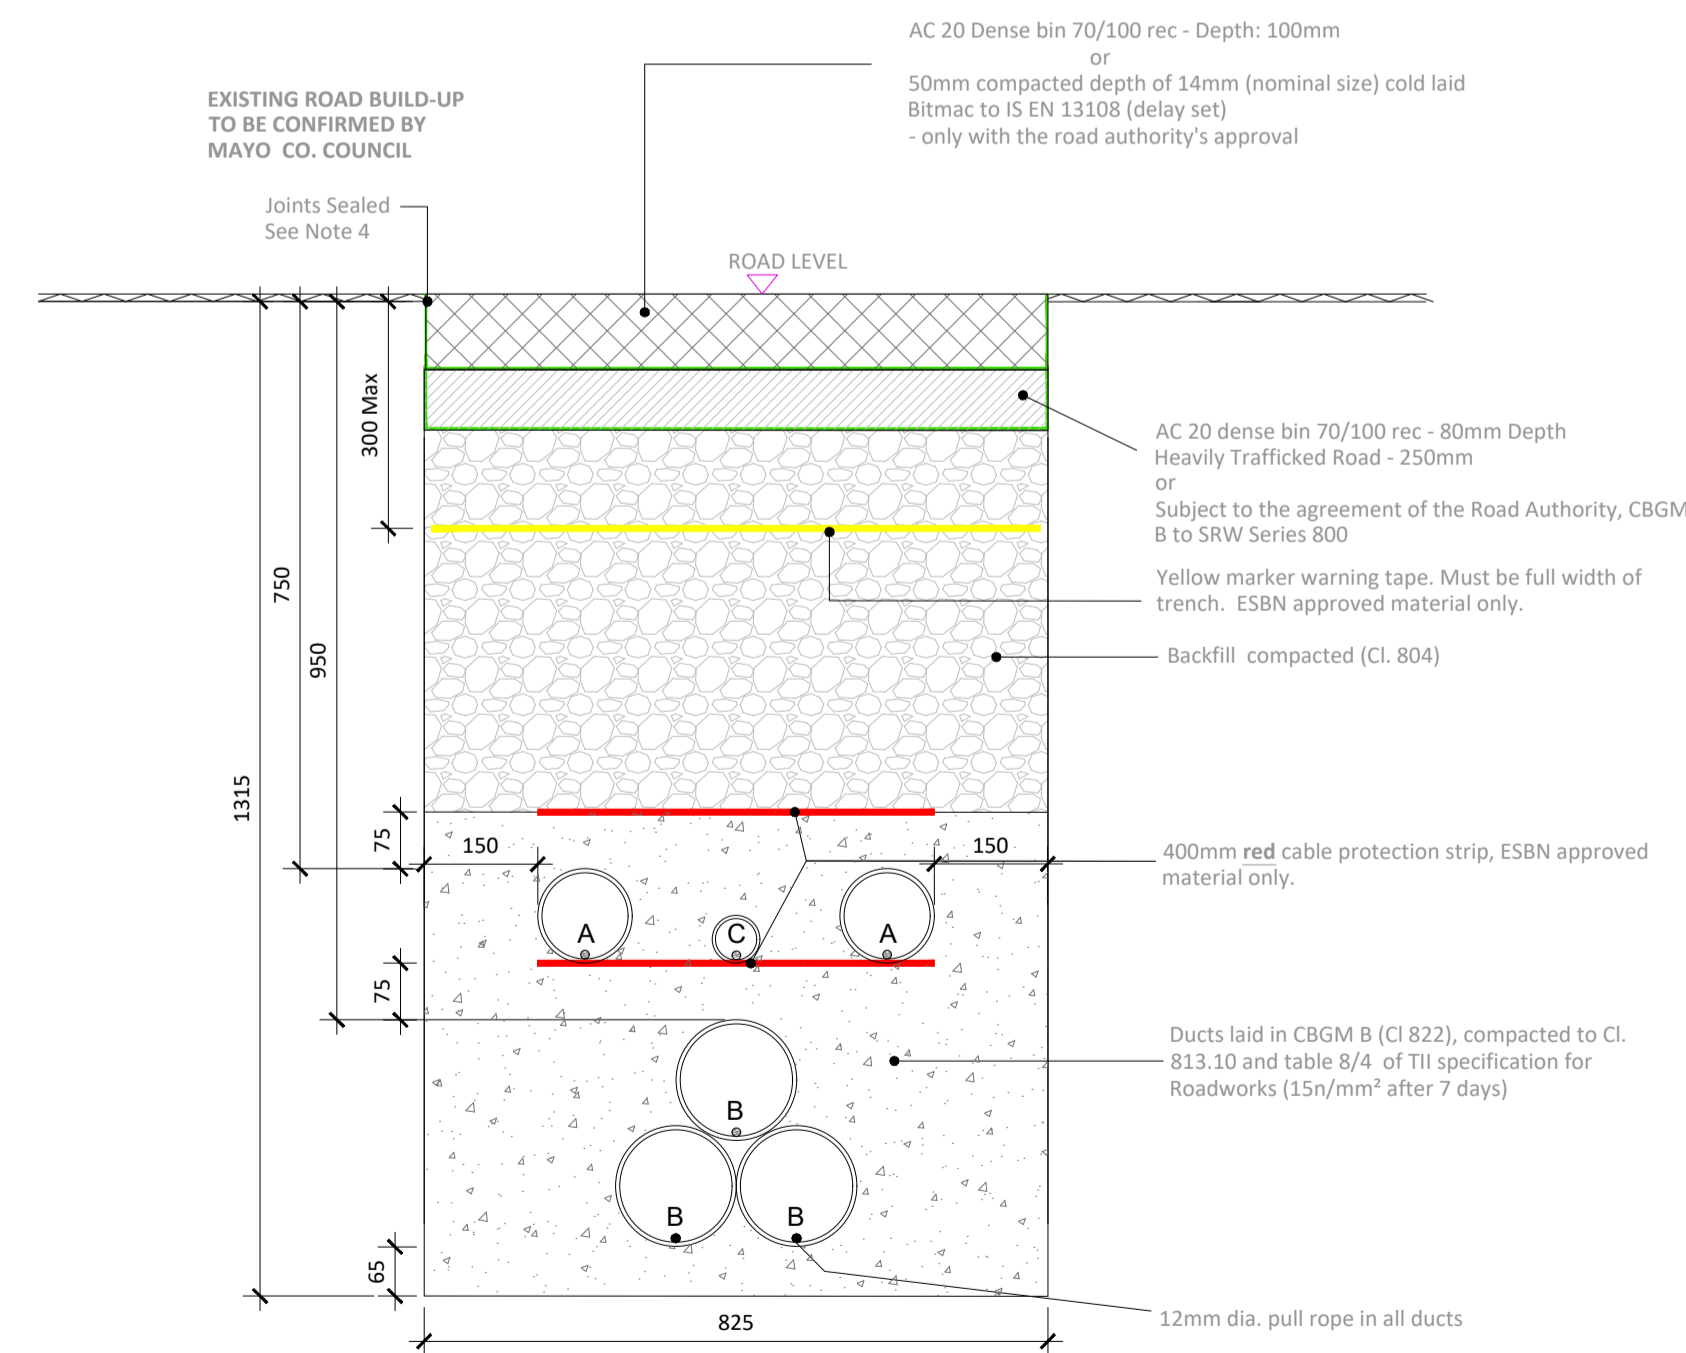 AC 20 Dense bin 70/100 rec - Depth: 100mm
or
50mm compacted depth of 14mm (nominal size) cold laid
Bitmac to IS EN 13108 (delay set)
- only with the road authority's approval
EXISTING ROAD BUILD-UP
TO BE CONFIRMED BY
MAYO CO. COUNCIL
Joints Sealed
See Note 4
ROAD LEVEL
300 Max
750
950
1315
AC 20 dense bin 70/100 rec - 80mm Depth
Heavily Trafficked Road - 250mm
or
Subject to the agreement of the Road Authority, CBGM
B to SRW Series 800
Yellow marker warning tape. Must be full width of
trench. ESBN approved material only.
Backfill compacted (Cl. 804)
75
150
150
400mm red cable protection strip, ESBN approved
material only.
A
C
A
75
Ducts laid in CBGM B (Cl 822), compacted to Cl.
813.10 and table 8/4 of TII specification for
Roadworks (15n/mm² after 7 days)
B
B
B
65
12mm dia. pull rope in all ducts
825